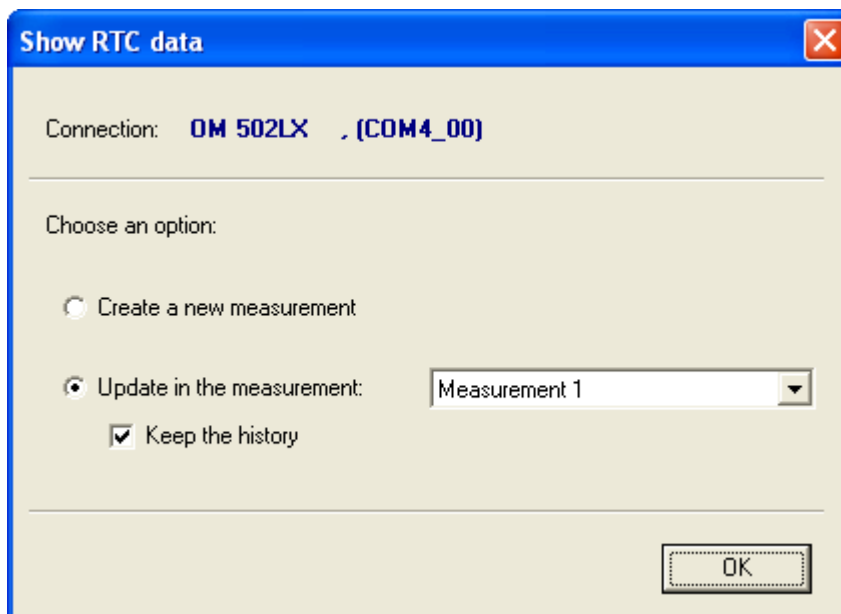 Show RTC data
Connection: OM 502LX , (COM4_00)
Choose an option:
Create a new measurement
Update in the measurement: Measurement 1
Keep the history
OK